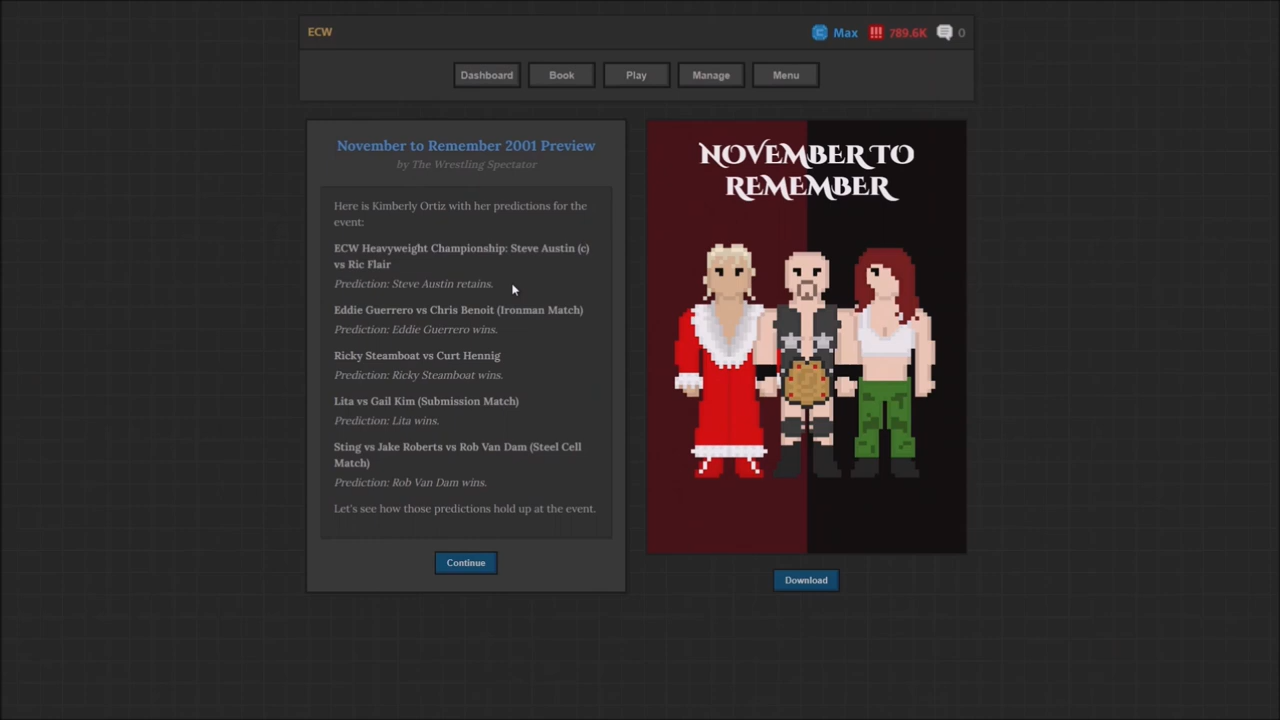 ECW
Max
789.6K
0
Dashboard
Book
Play
Manage
Menu
November to Remember 2001 Preview
by The Wrestling Spectator
Here is Kimberly Ortiz with her predictions for the
event:
ECW Heavyweight Championship: Steve Austin (c)
vs Ric Flair
Prediction: Steve Austin retains.
Eddie Guerrero vs Chris Benoit (Ironman Match)
Prediction: Eddie Guerrero wins.
Ricky Steamboat vs Curt Hennig
Prediction: Ricky Steamboat wins.
Lita vs Gail Kim (Submission Match)
Prediction: Lita wins.
Sting vs Jake Roberts vs Rob Van Dam (Steel Cell
Match)
Prediction: Rob Van Dam wins.
Let's see how those predictions hold up at the event.
Continue
NOVEMBER TO
REMEMBER
Download